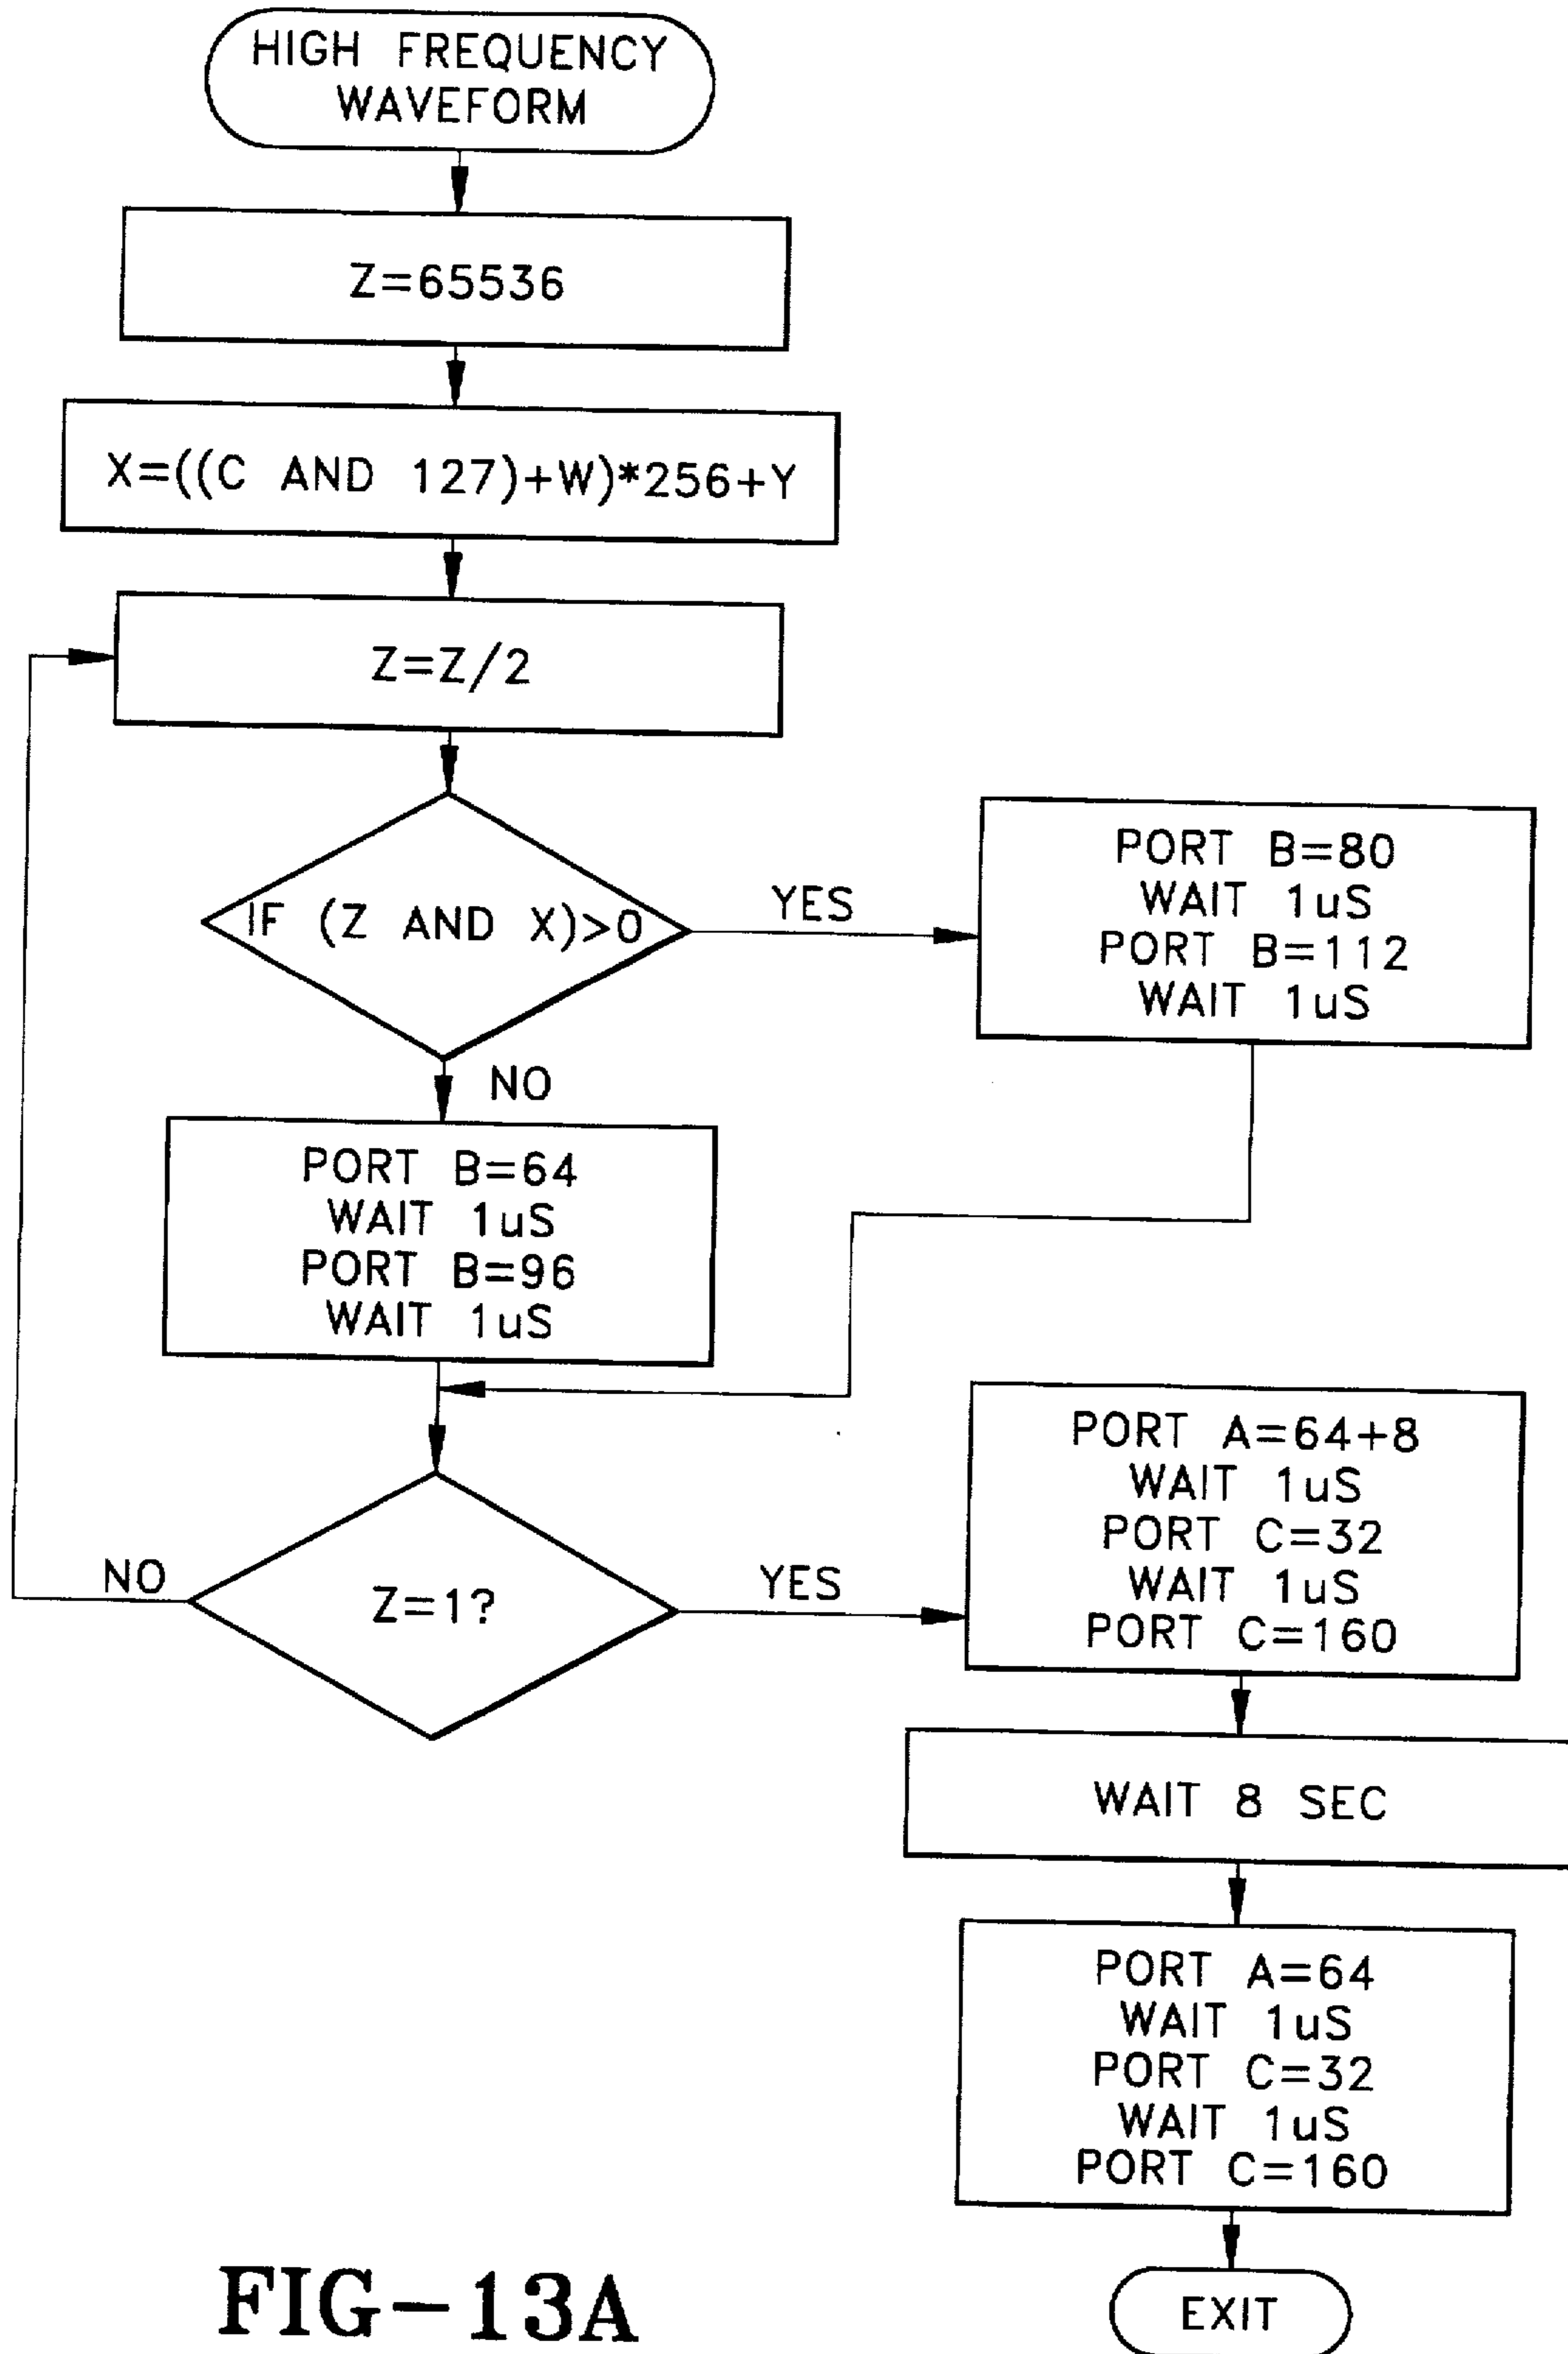 HIGH FREQUENCY
WAVEFORM
Z=65536
X=((C AND 127)+W)*256+Y
Z=Z/2
IF (Z AND X)>0
YES
PORT B=80
WAIT 1uS
PORT B=112
WAIT 1uS
NO
PORT B=64
WAIT 1uS
PORT B=96
WAIT 1uS
Z=1?
NO
YES
PORT A=64+8
WAIT 1uS
PORT C=32
WAIT 1uS
PORT C=160
WAIT 8 SEC
PORT A=64
WAIT 1uS
PORT C=32
WAIT 1uS
PORT C=160
EXIT
FIG-13A